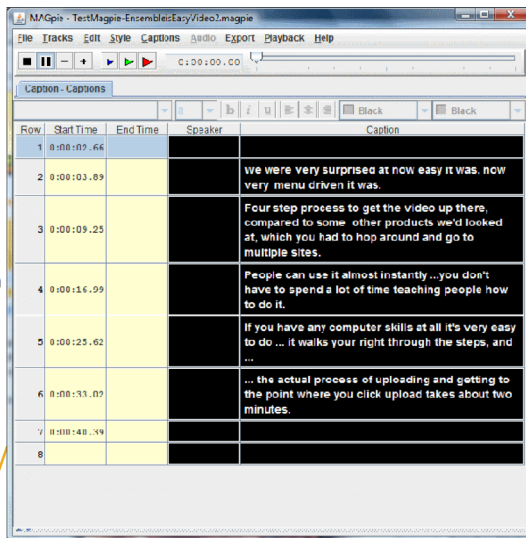 MAGpie - TestMagpie-EnsembleisEasyVideo2.magpie
File Tracks Edit Style Captions Audio Export Playback Help
0:00:00.00
Caption - Captions
0 b i u Black Black
Row Start Time End Time Speaker Caption
1 0:00:02.66
2 0:00:03.89 We were very surprised at how easy it was, how
very menu driven it was.
Four step process to get the video up there,
compared to some other products we'd looked
3 0:00:09.25 at, which you had to hop around and go to
multiple sites.
People can use it almost instantly ...you don't
4 0:00:16.99 have to spend a lot of time teaching people how
to do it.
If you have any computer skills at all it's very easy
5 0:00:25.62 to do ... it walks your right through the steps, and
...
... the actual process of uploading and getting to
6 0:00:33.02 the point where you click upload takes about two
minutes.
7 0:00:40.39
8